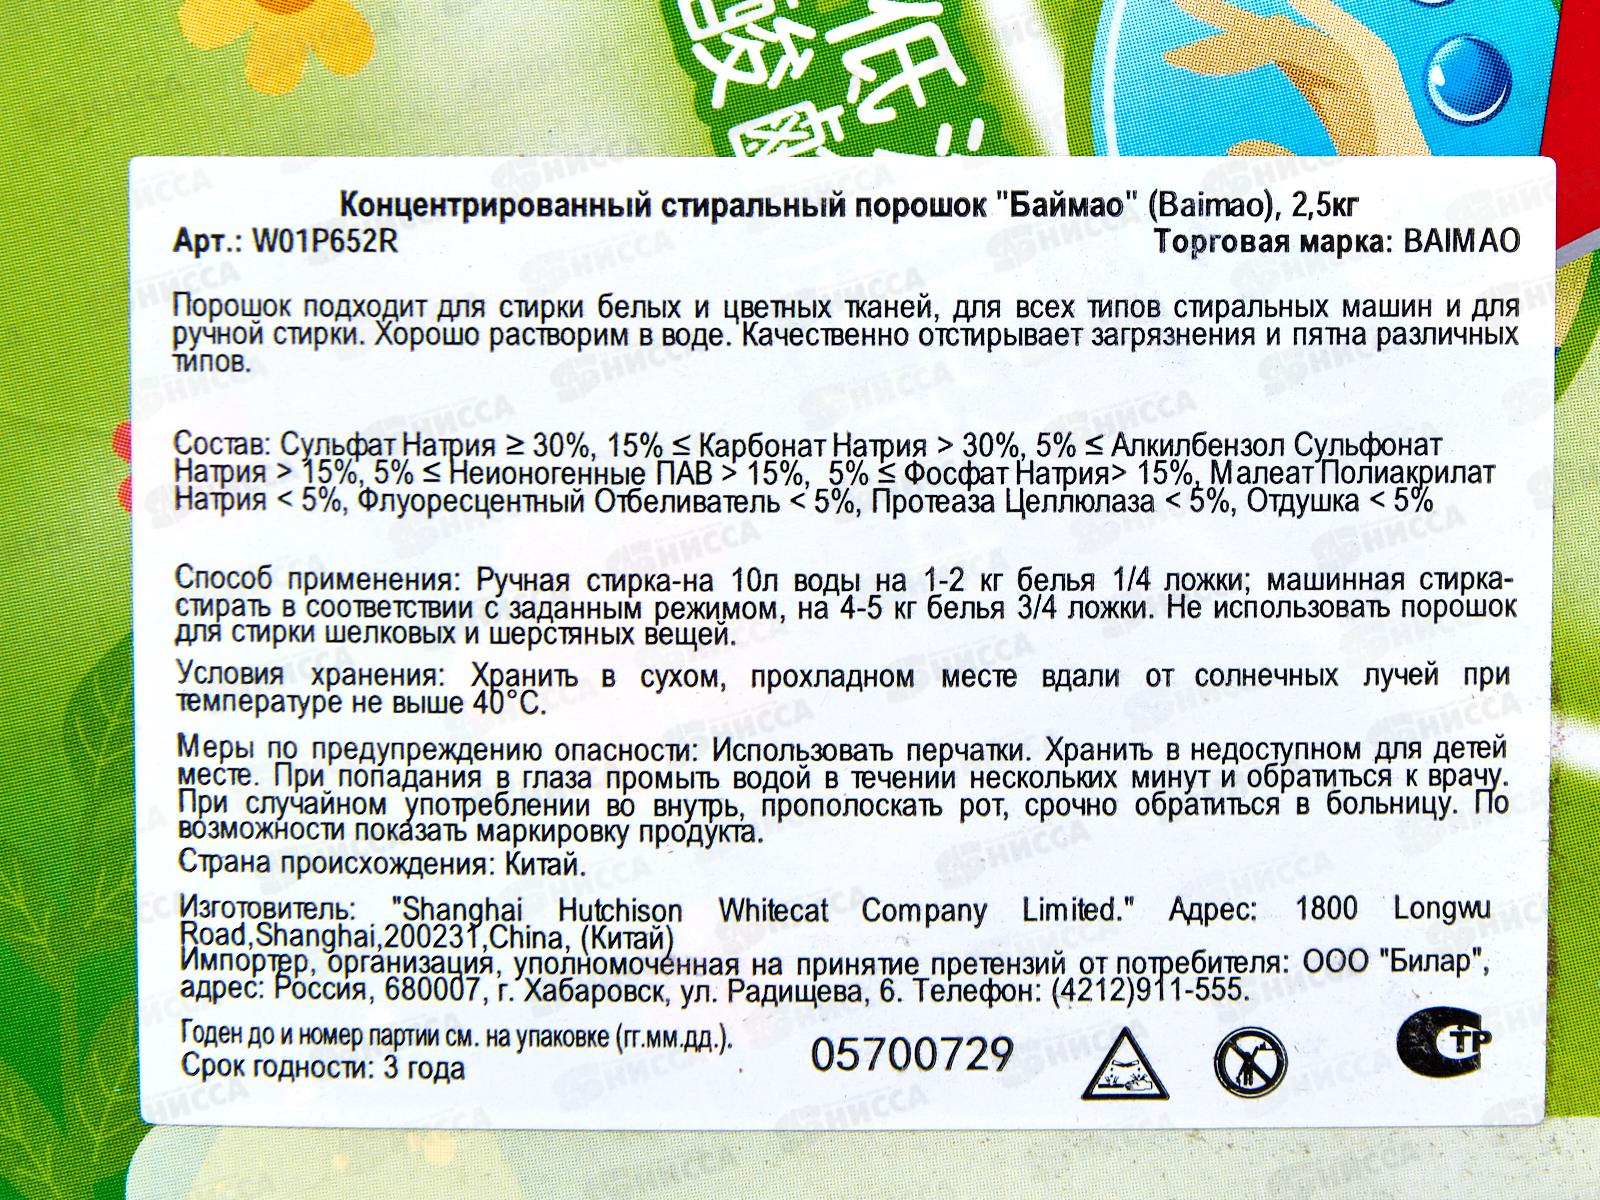 低泡
酸皂
Концентрированный стиральный порошок "Баймао" (Baimao), 2,5кг
Арт.: W01P652R Торговая марка: BAIMAO
Порошок подходит для стирки белых и цветных тканей, для всех типов стиральных машин и для
ручной стирки. Хорошо растворим в воде. Качественно отстирывает загрязнения и пятна различных
типов.
Состав: Сульфат Натрия ≥ 30%, 15% ≤ Карбонат Натрия > 30%, 5% ≤ Алкилбензол Сульфонат
Натрия > 15%, 5% ≤ Неионогенные ПАВ > 15%, 5% ≤ Фосфат Натрия> 15%, Малеат Полиакрилат
Натрия < 5%, Флуоресцентный Отбеливатель < 5%, Протеаза Целлюлаза < 5%, Отдушка < 5%
Способ применения: Ручная стирка-на 10л воды на 1-2 кг белья 1/4 ложки; машинная стирка-
стирать в соответствии с заданным режимом, на 4-5 кг белья 3/4 ложки. Не использовать порошок
для стирки шелковых и шерстяных вещей.
Условия хранения: Хранить в сухом, прохладном месте вдали от солнечных лучей при
температуре не выше 40°С.
Меры по предупреждению опасности: Использовать перчатки. Хранить в недоступном для детей
месте. При попадания в глаза промыть водой в течении нескольких минут и обратиться к врачу.
При случайном употреблении во внутрь, прополоскать рот, срочно обратиться в больницу. По
возможности показать маркировку продукта.
Страна происхождения: Китай.
Изготовитель: "Shanghai Hutchison Whitecat Company Limited." Адрес: 1800 Longwu
Road,Shanghai,200231,China, (Китай)
Импортер, организация, уполномоченная на принятие претензий от потребителя: ООО "Билар",
адрес: Россия, 680007, г. Хабаровск, ул. Радищева, 6. Телефон: (4212)911-555.
Годен до и номер партии см. на упаковке (гг.мм.дд.).
Срок годности: 3 года
05700729
СТР